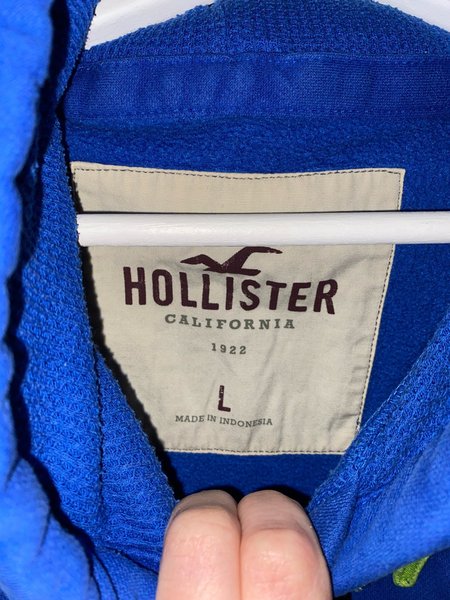 HOLLISTER
CALIFORNIA
1922
L
MADE IN INDONESIA